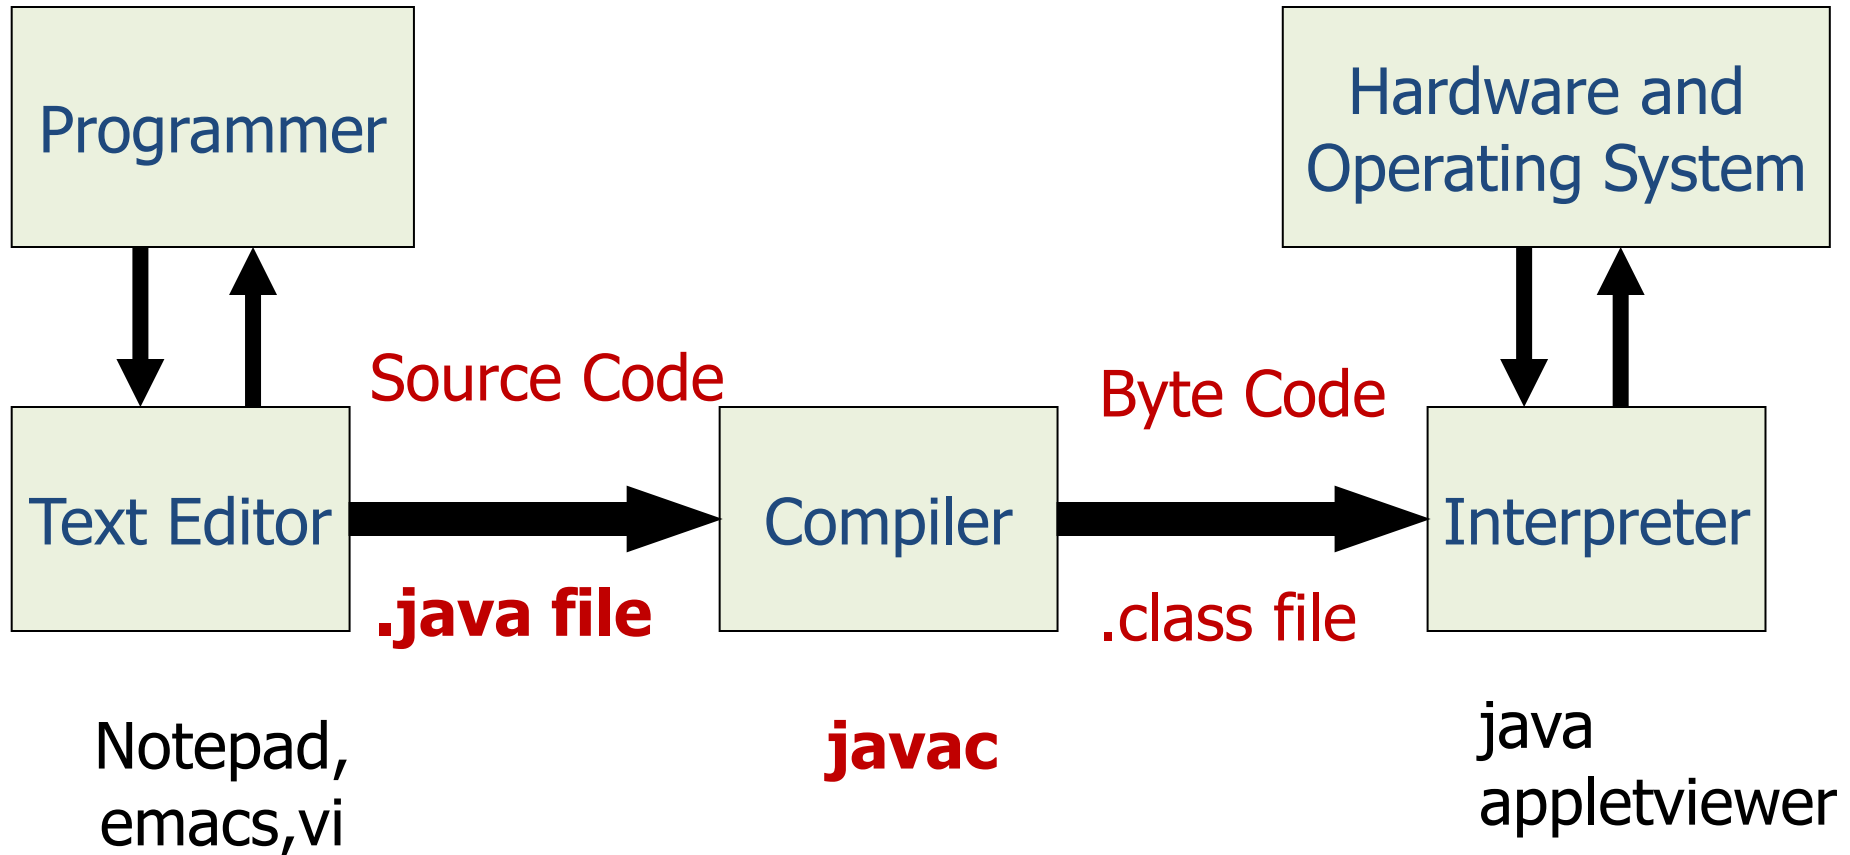 Programmer
Hardware and
Operating System
Source Code
Byte Code
Text Editor
Compiler
Interpreter
.java file
.class file
Notepad,
emacs,vi
javac
java
appletviewer